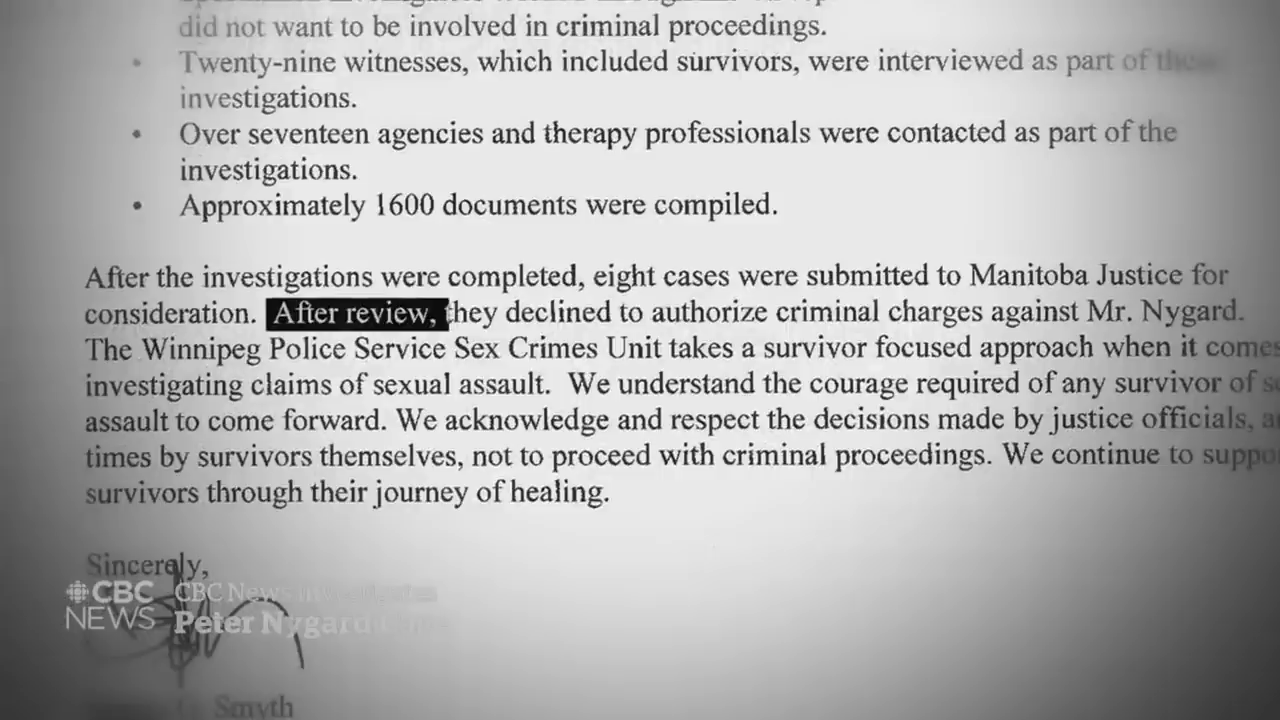 did not want to be involved in criminal proceedings.
• Twenty-nine witnesses, which included survivors, were interviewed as part of these
investigations.
• Over seventeen agencies and therapy professionals were contacted as part of the
investigations.
• Approximately 1600 documents were compiled.
After the investigations were completed, eight cases were submitted to Manitoba Justice for
consideration. After review, they declined to authorize criminal charges against Mr. Nygard.
The Winnipeg Police Service Sex Crimes Unit takes a survivor focused approach when it comes
investigating claims of sexual assault. We understand the courage required of any survivor of
assault to come forward. We acknowledge and respect the decisions made by justice officials,
times by survivors themselves, not to proceed with criminal proceedings. We continue to
survivors through their journey of healing.
Sincerely,
CBC NEWS
CBC News
Peter Nygard
Smyth